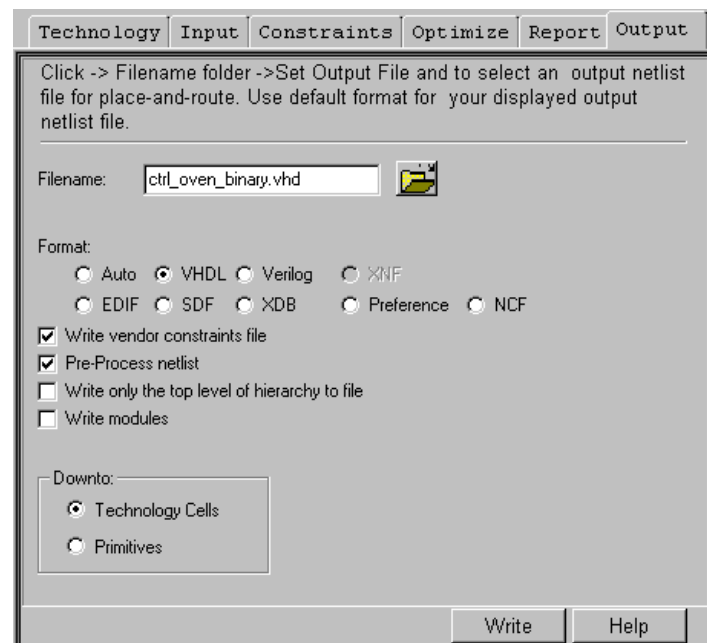 Technology Input Constraints Optimize Report Output
Click -> Filename folder ->Set Output File and to select an output netlist
file for place-and-route. Use default format for your displayed output
netlist file.
Filename: ctrl_oven_binary.vhd
Format:
Auto VHDL Verilog XNF
EDIF SDF XDB Preference NCF
Write vendor constraints file
Pre-Process netlist
Write only the top level of hierarchy to file
Write modules
Downto:
Technology Cells
Primitives
Write Help